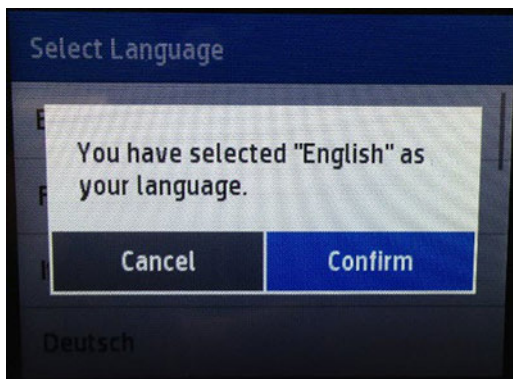 Select Language
You have selected "English" as
your language.
Cancel
Confirm
Deutsch